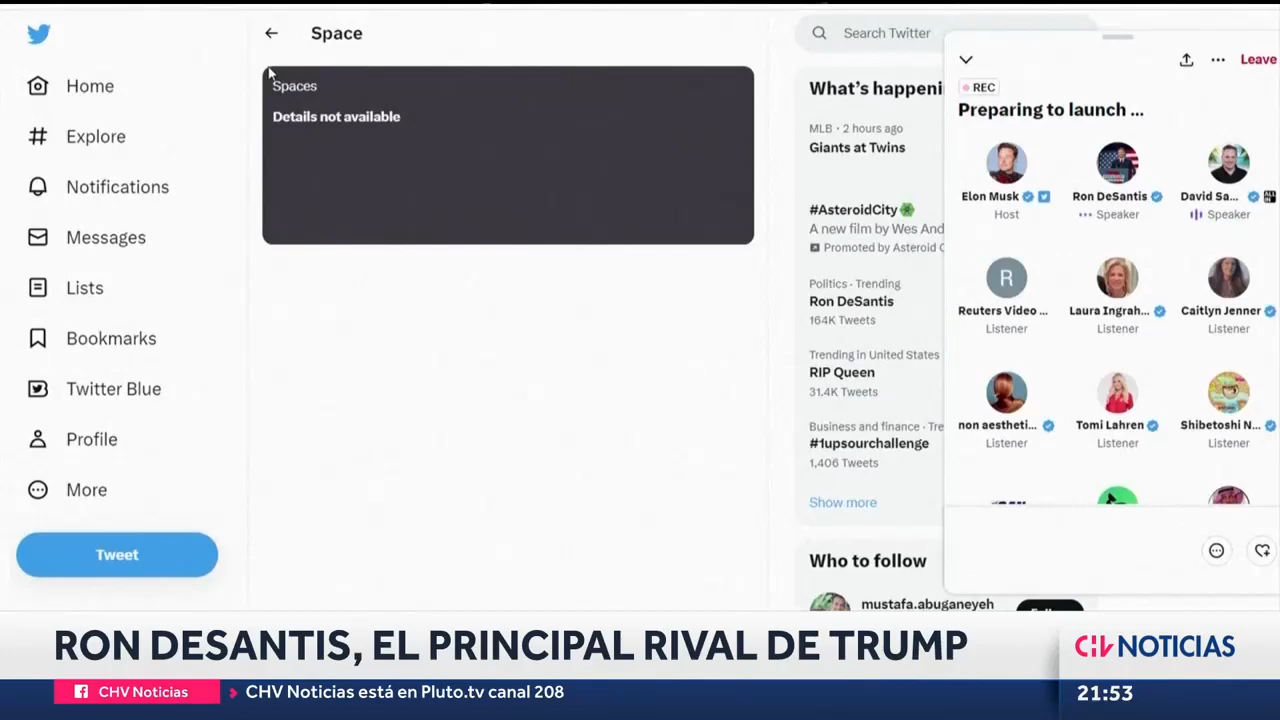 Home
Explore
Notifications
Messages
Lists
Bookmarks
Twitter Blue
Profile
More
Tweet
Space
Spaces
Details not available
Search Twitter
What's happeni
MLB · 2 hours ago
Giants at Twins
#AsteroidCity
A new film by Wes And
Promoted by Asteroid C
Politics · Trending
Ron DeSantis
164K Tweets
Trending in United States
RIP Queen
31.4K Tweets
Business and finance · Tre
#1upsourchallenge
1,406 Tweets
Show more
Who to follow
mustafa.abuganeyeh
Leave
REC
Preparing to launch ...
Elon Musk
Host
Ron DeSantis
Speaker
David Sa...
Speaker
R
Reuters Video ...
Listener
Laura Ingrah...
Listener
Caitlyn Jenner
Listener
non aestheti...
Listener
Tomi Lahren
Listener
Shibetoshi N...
Listener
RON DESANTIS, EL PRINCIPAL RIVAL DE TRUMP
CHV NOTICIAS
CHV Noticias
CHV Noticias está en Pluto.tv canal 208
21:53